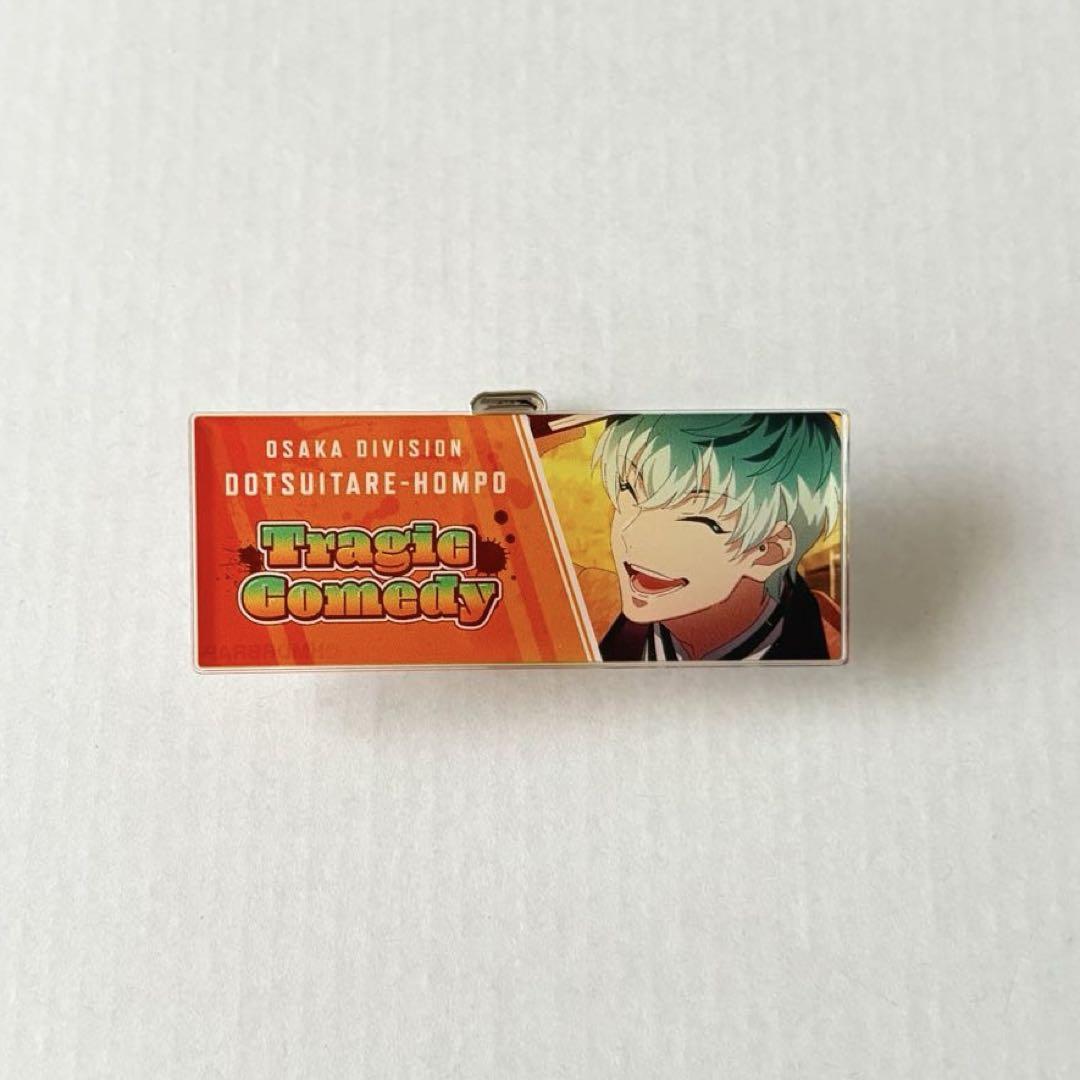 OSAKA DIVISION
DOTSUITARE-HOMPO
Tragic
Comedy